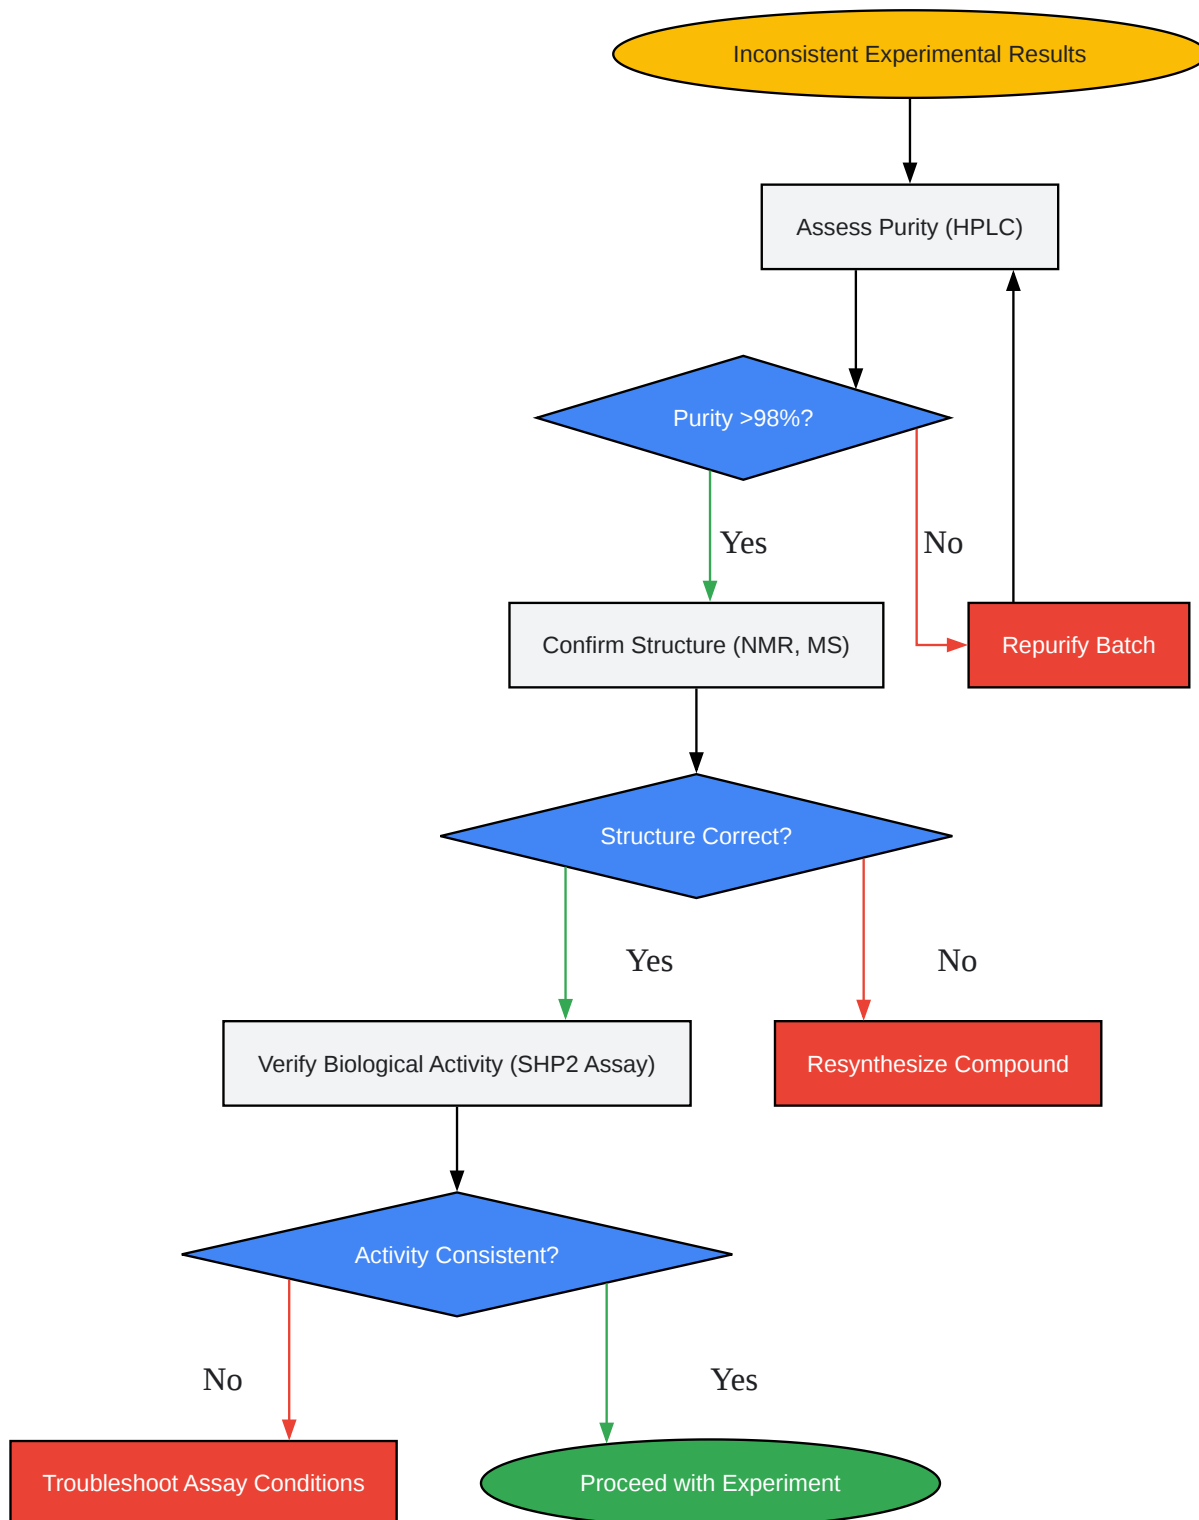 Inconsistent Experimental Results
Assess Purity (HPLC)
Purity >98%?
Yes
No
Confirm Structure (NMR, MS)
Repurify Batch
Structure Correct?
Yes
No
Verify Biological Activity (SHP2 Assay)
Resynthesize Compound
Activity Consistent?
No
Yes
Troubleshoot Assay Conditions
Proceed with Experiment